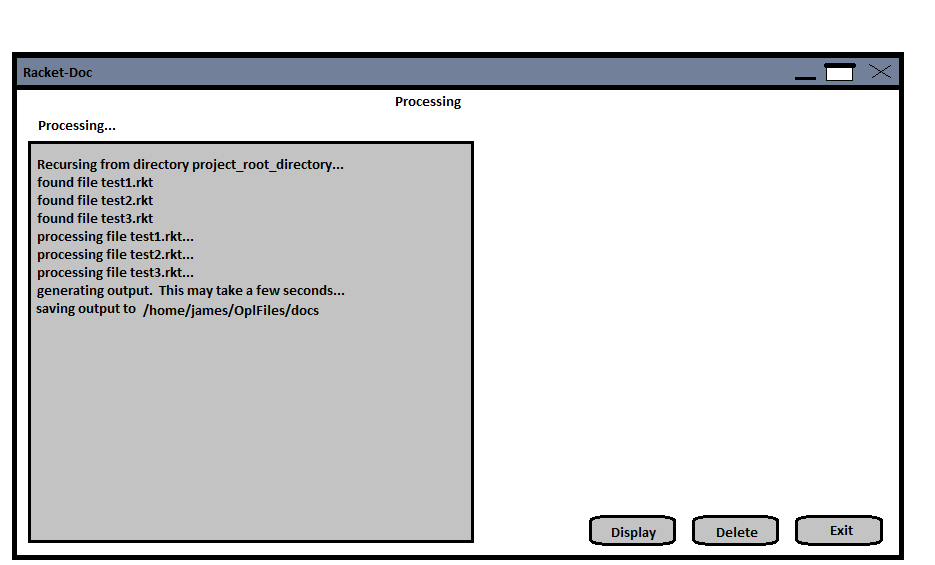 Racket-Doc
Processing
Processing...
Recursing from directory project_root_directory...
found file test1.rkt
found file test2.rkt
found file test3.rkt
processing file test1.rkt...
processing file test2.rkt...
processing file test3.rkt...
generating output.  This may take a few seconds...
saving output to /home/james/OplFiles/docs
Display Delete Exit